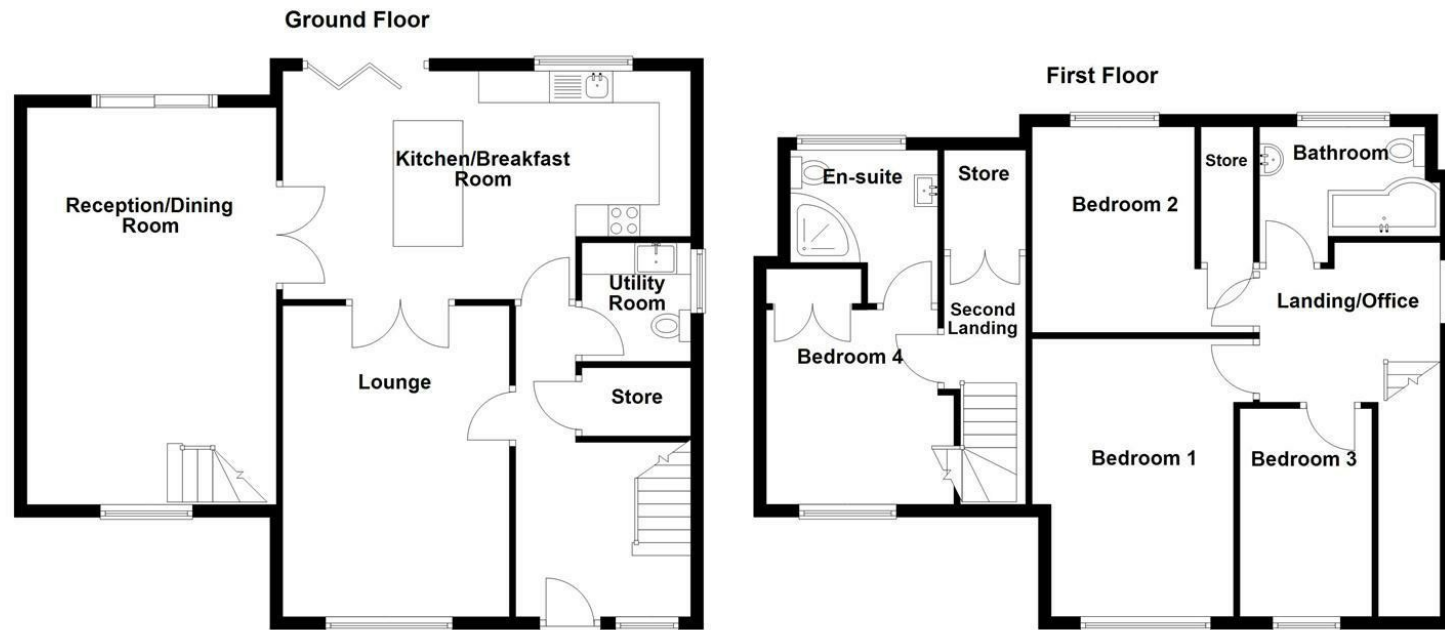 Ground Floor
Kitchen/Breakfast
Room
Reception/Dining
Room
Utility
Room
Lounge
Store
First Floor
En-suite
Store
Bedroom 2
Store
Bathroom
Second
Landing
Landing/Office
Bedroom 4
Bedroom 1
Bedroom 3